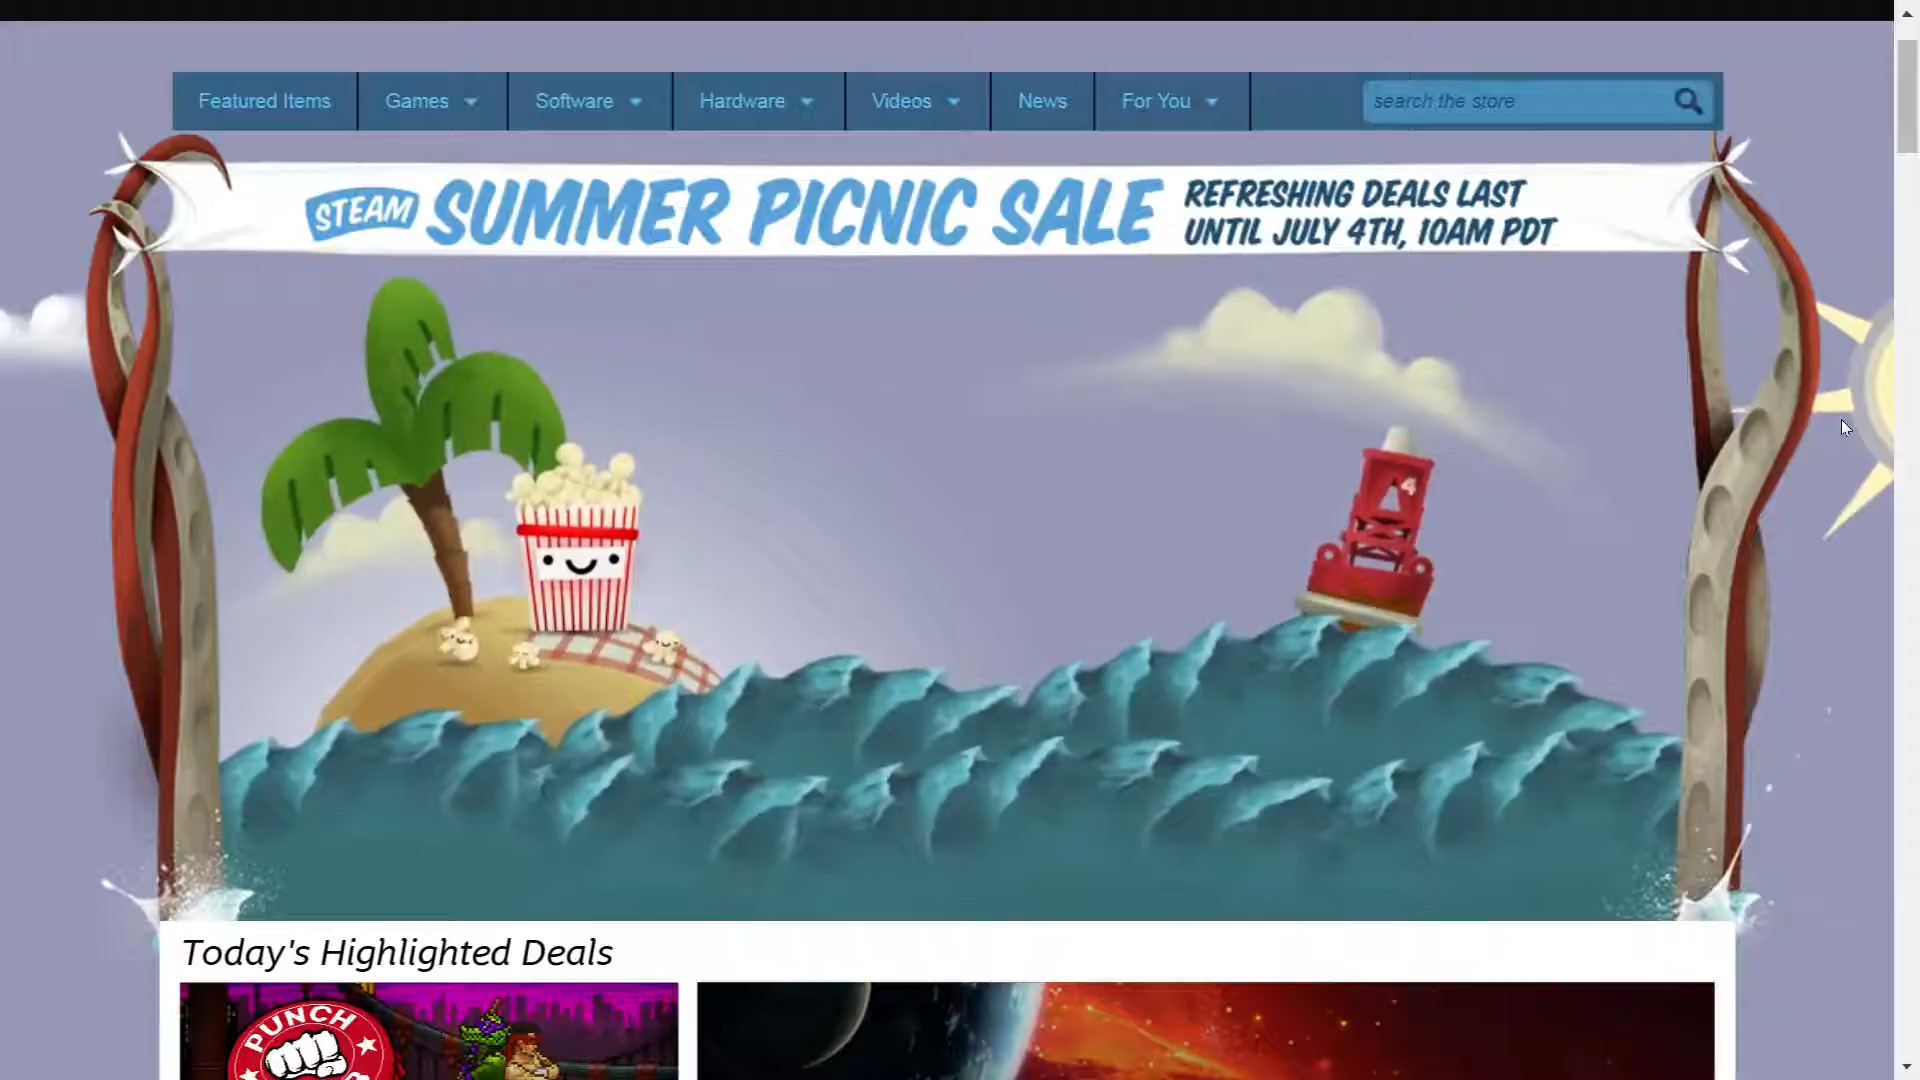 Featured Items Games Software Hardware Videos News For You search the store
STEAM SUMMER PICNIC SALE
REFRESHING DEALS LAST
UNTIL JULY 4TH, 10AM PDT
4
Today's Highlighted Deals
PUNCH